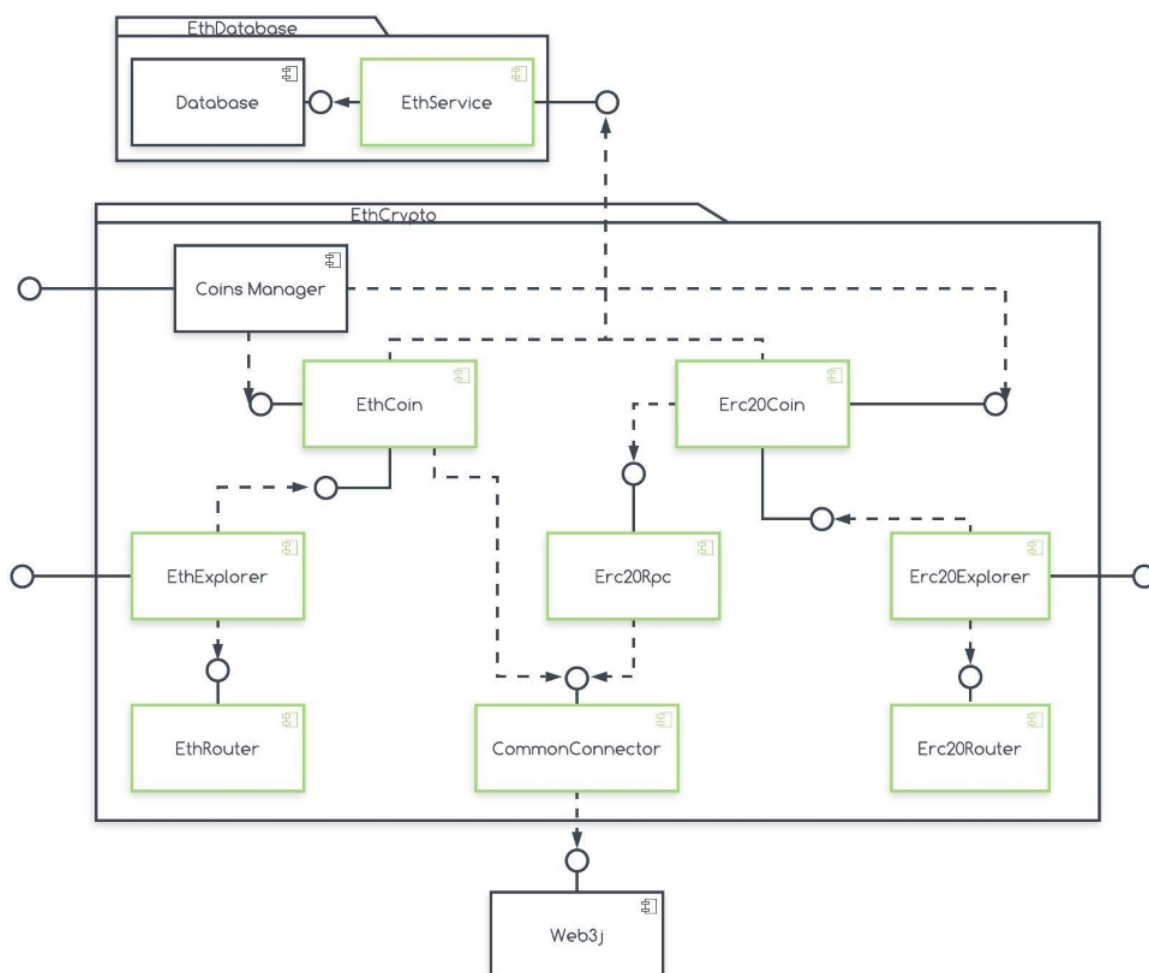 EthDatabase
Database
EthService
EthCrypto
Coins Manager
EthCoin
Erc20Coin
EthExplorer
Erc20Rpc
Erc20Explorer
EthRouter
CommonConnector
Erc20Router
Web3j